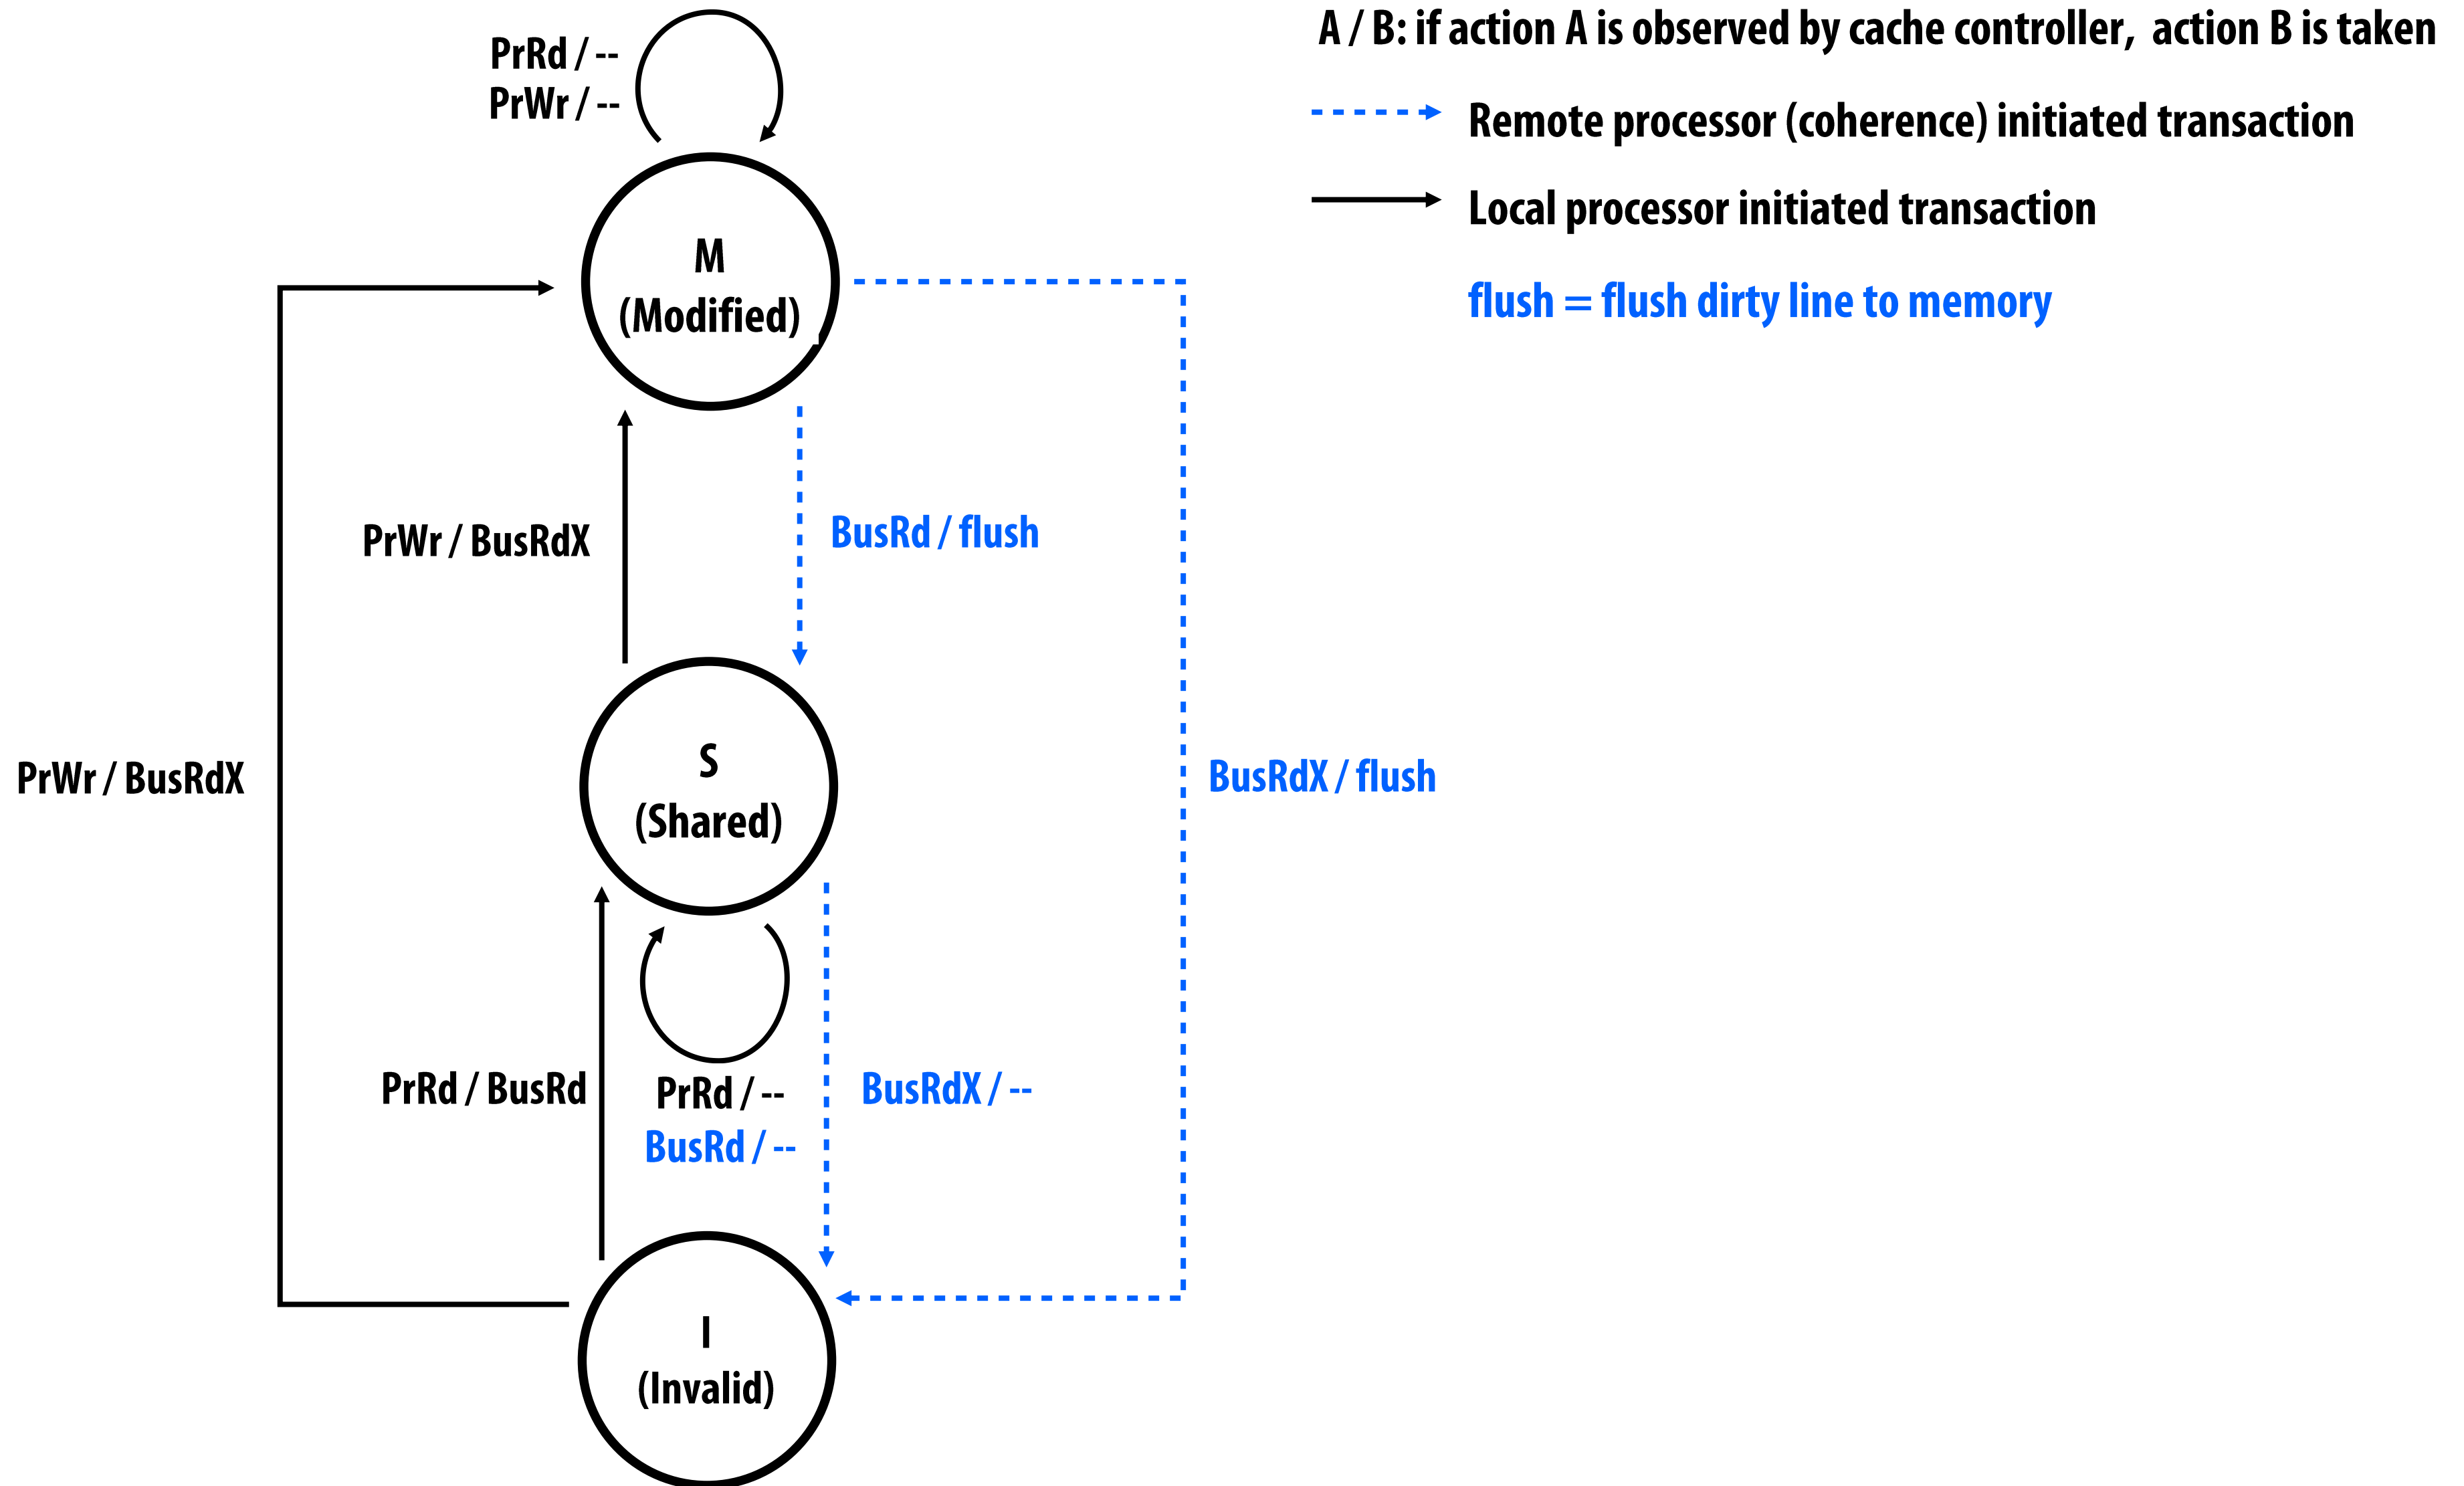 A / B: if action A is observed by cache controller, action B is taken
Remote processor (coherence) initiated transaction
Local processor initiated transaction
flush = flush dirty line to memory
PrRd / --
PrWr / --
M
(Modified)
PrWr / BusRdX
BusRd / flush
S
(Shared)
PrWr / BusRdX
BusRdX / flush
PrRd / BusRd
PrRd / --
BusRd / --
BusRdX / --
I
(Invalid)